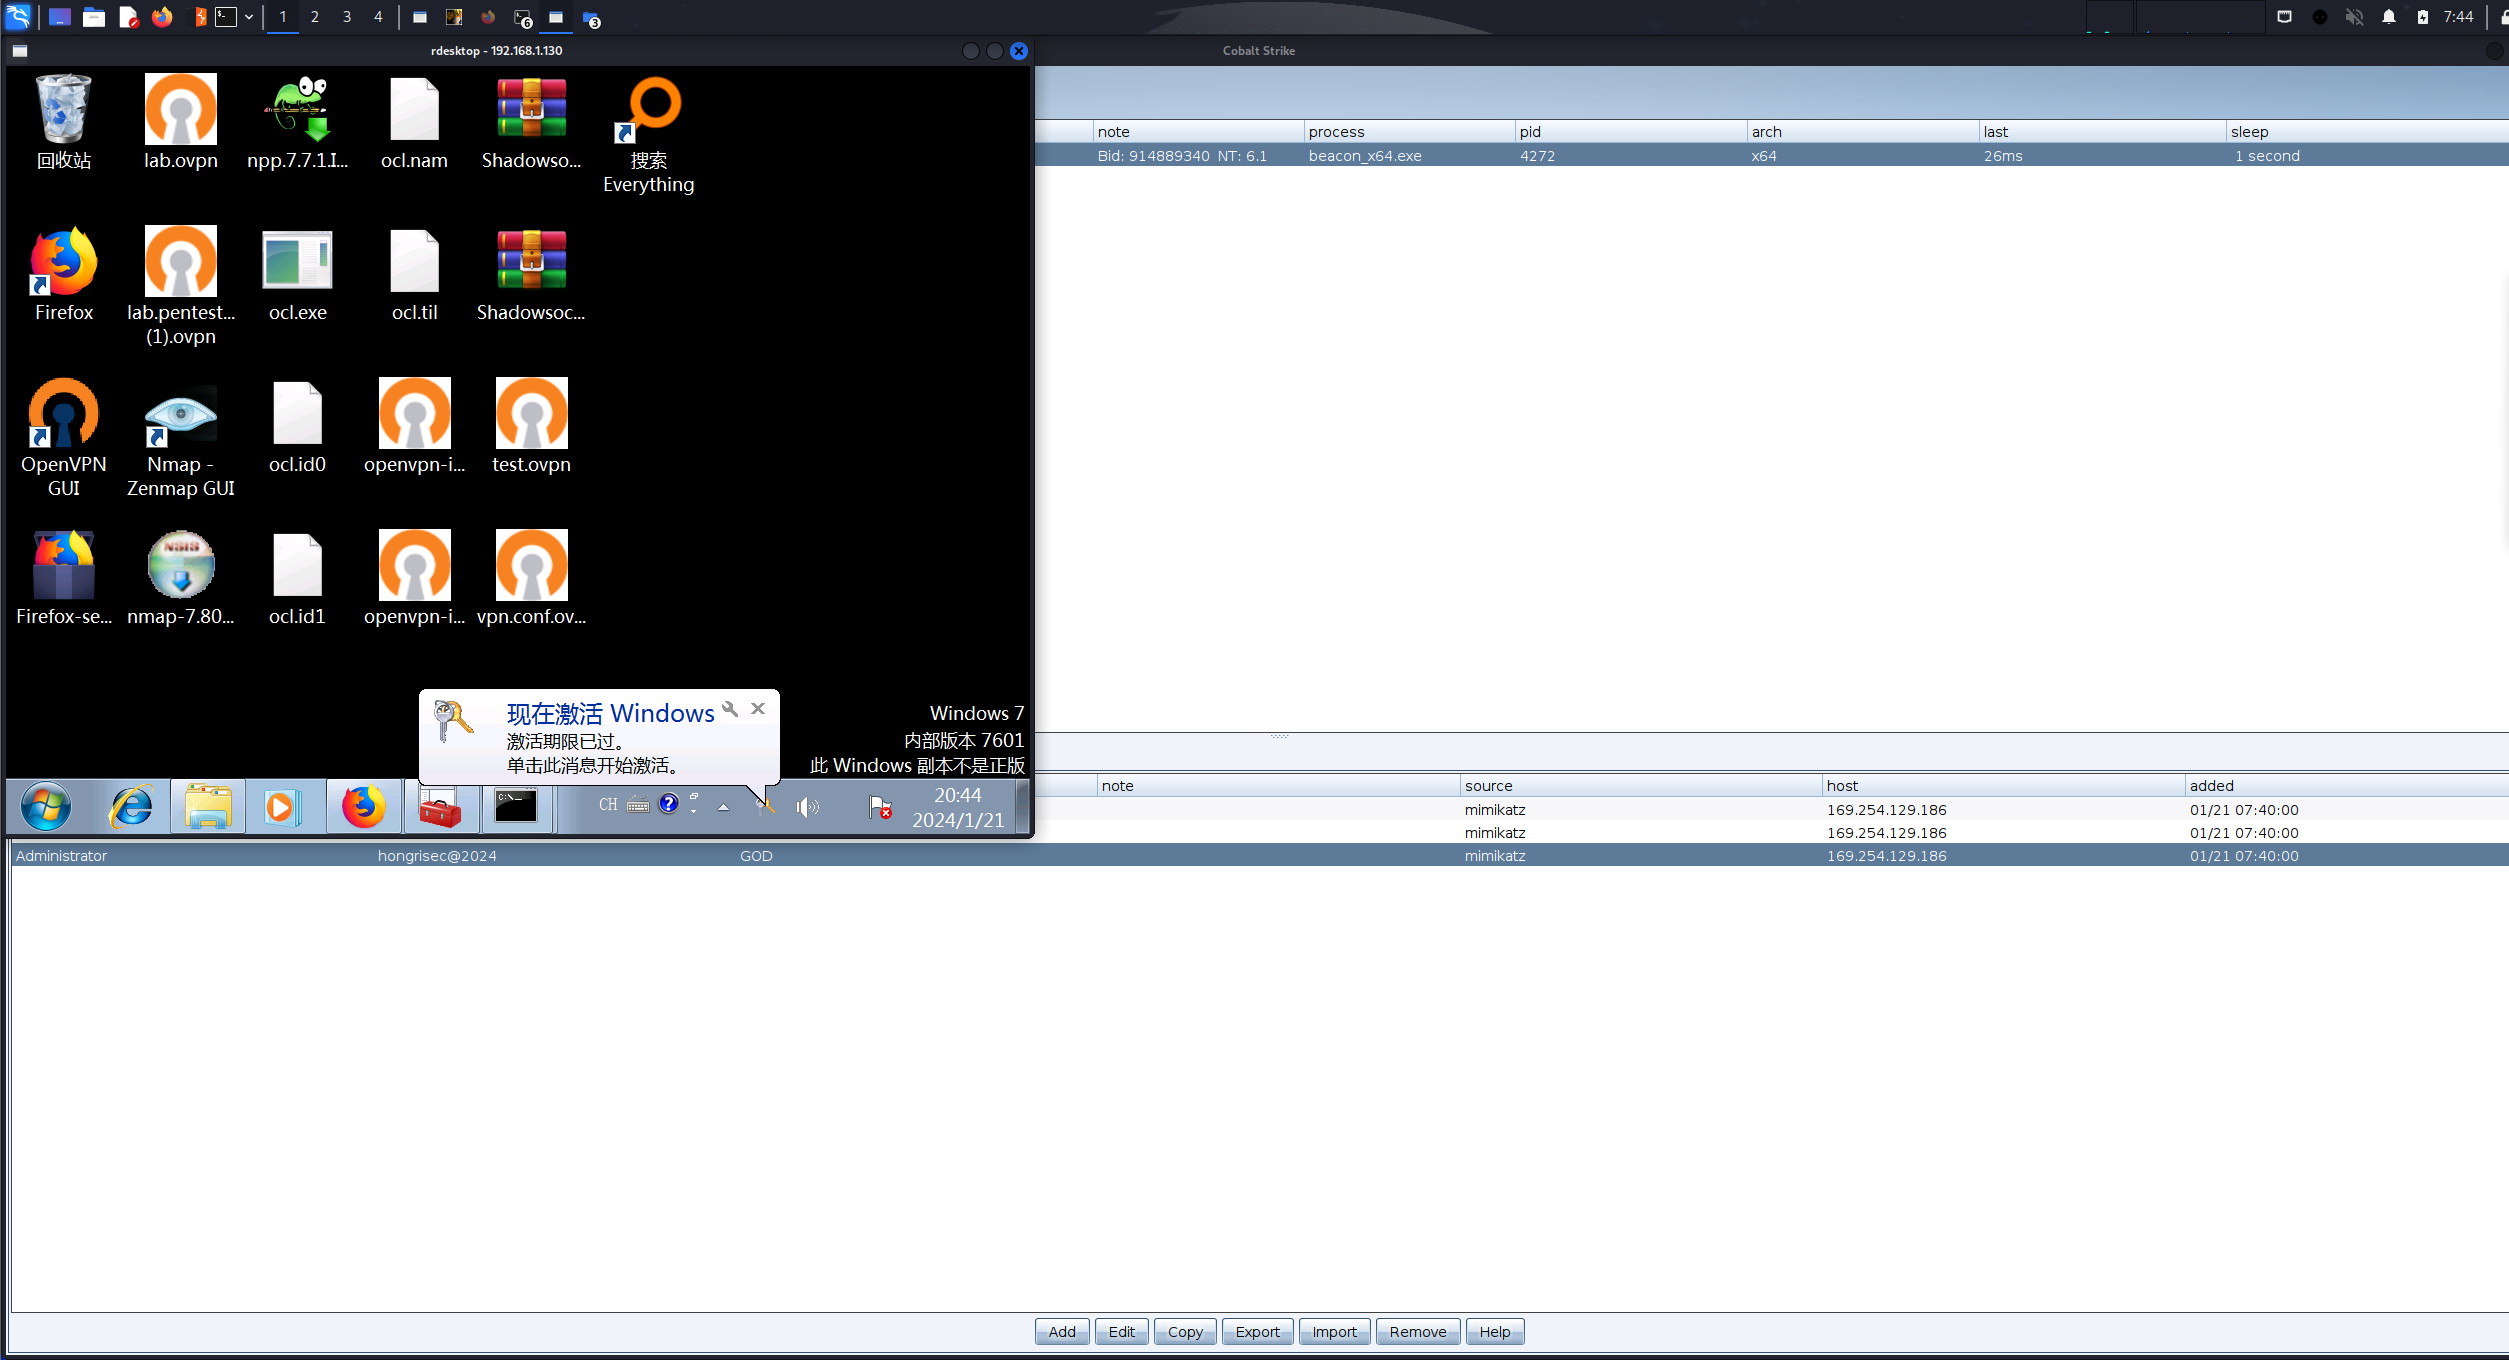 1 2 3 4
6
3
7:44
rdesktop - 192.168.1.130
Cobalt Strike
回收站
lab.ovpn
npp.7.7.1.I...
ocl.nam
Shadowso...
搜索
Everything
Firefox
lab.pentest...
(1).ovpn
ocl.exe
ocl.til
Shadowsoc...
OpenVPN
GUI
Nmap -
Zenmap GUI
ocl.id0
openvpn-i...
test.ovpn
Firefox-se...
NSIS
nmap-7.80...
ocl.id1
openvpn-i...
vpn.conf.ov...
现在激活 Windows
激活期限已过。
单击此消息开始激活。
Windows 7
内部版本 7601
此 Windows 副本不是正版
C:\_
CH
20:44
2024/1/21
note process pid arch last sleep
Bid: 914889340 NT: 6.1 beacon_x64.exe 4272 x64 26ms 1 second
note source host added
mimikatz 169.254.129.186 01/21 07:40:00
mimikatz 169.254.129.186 01/21 07:40:00
Administrator hongrisec@2024 GOD mimikatz 169.254.129.186 01/21 07:40:00
Add Edit Copy Export Import Remove Help